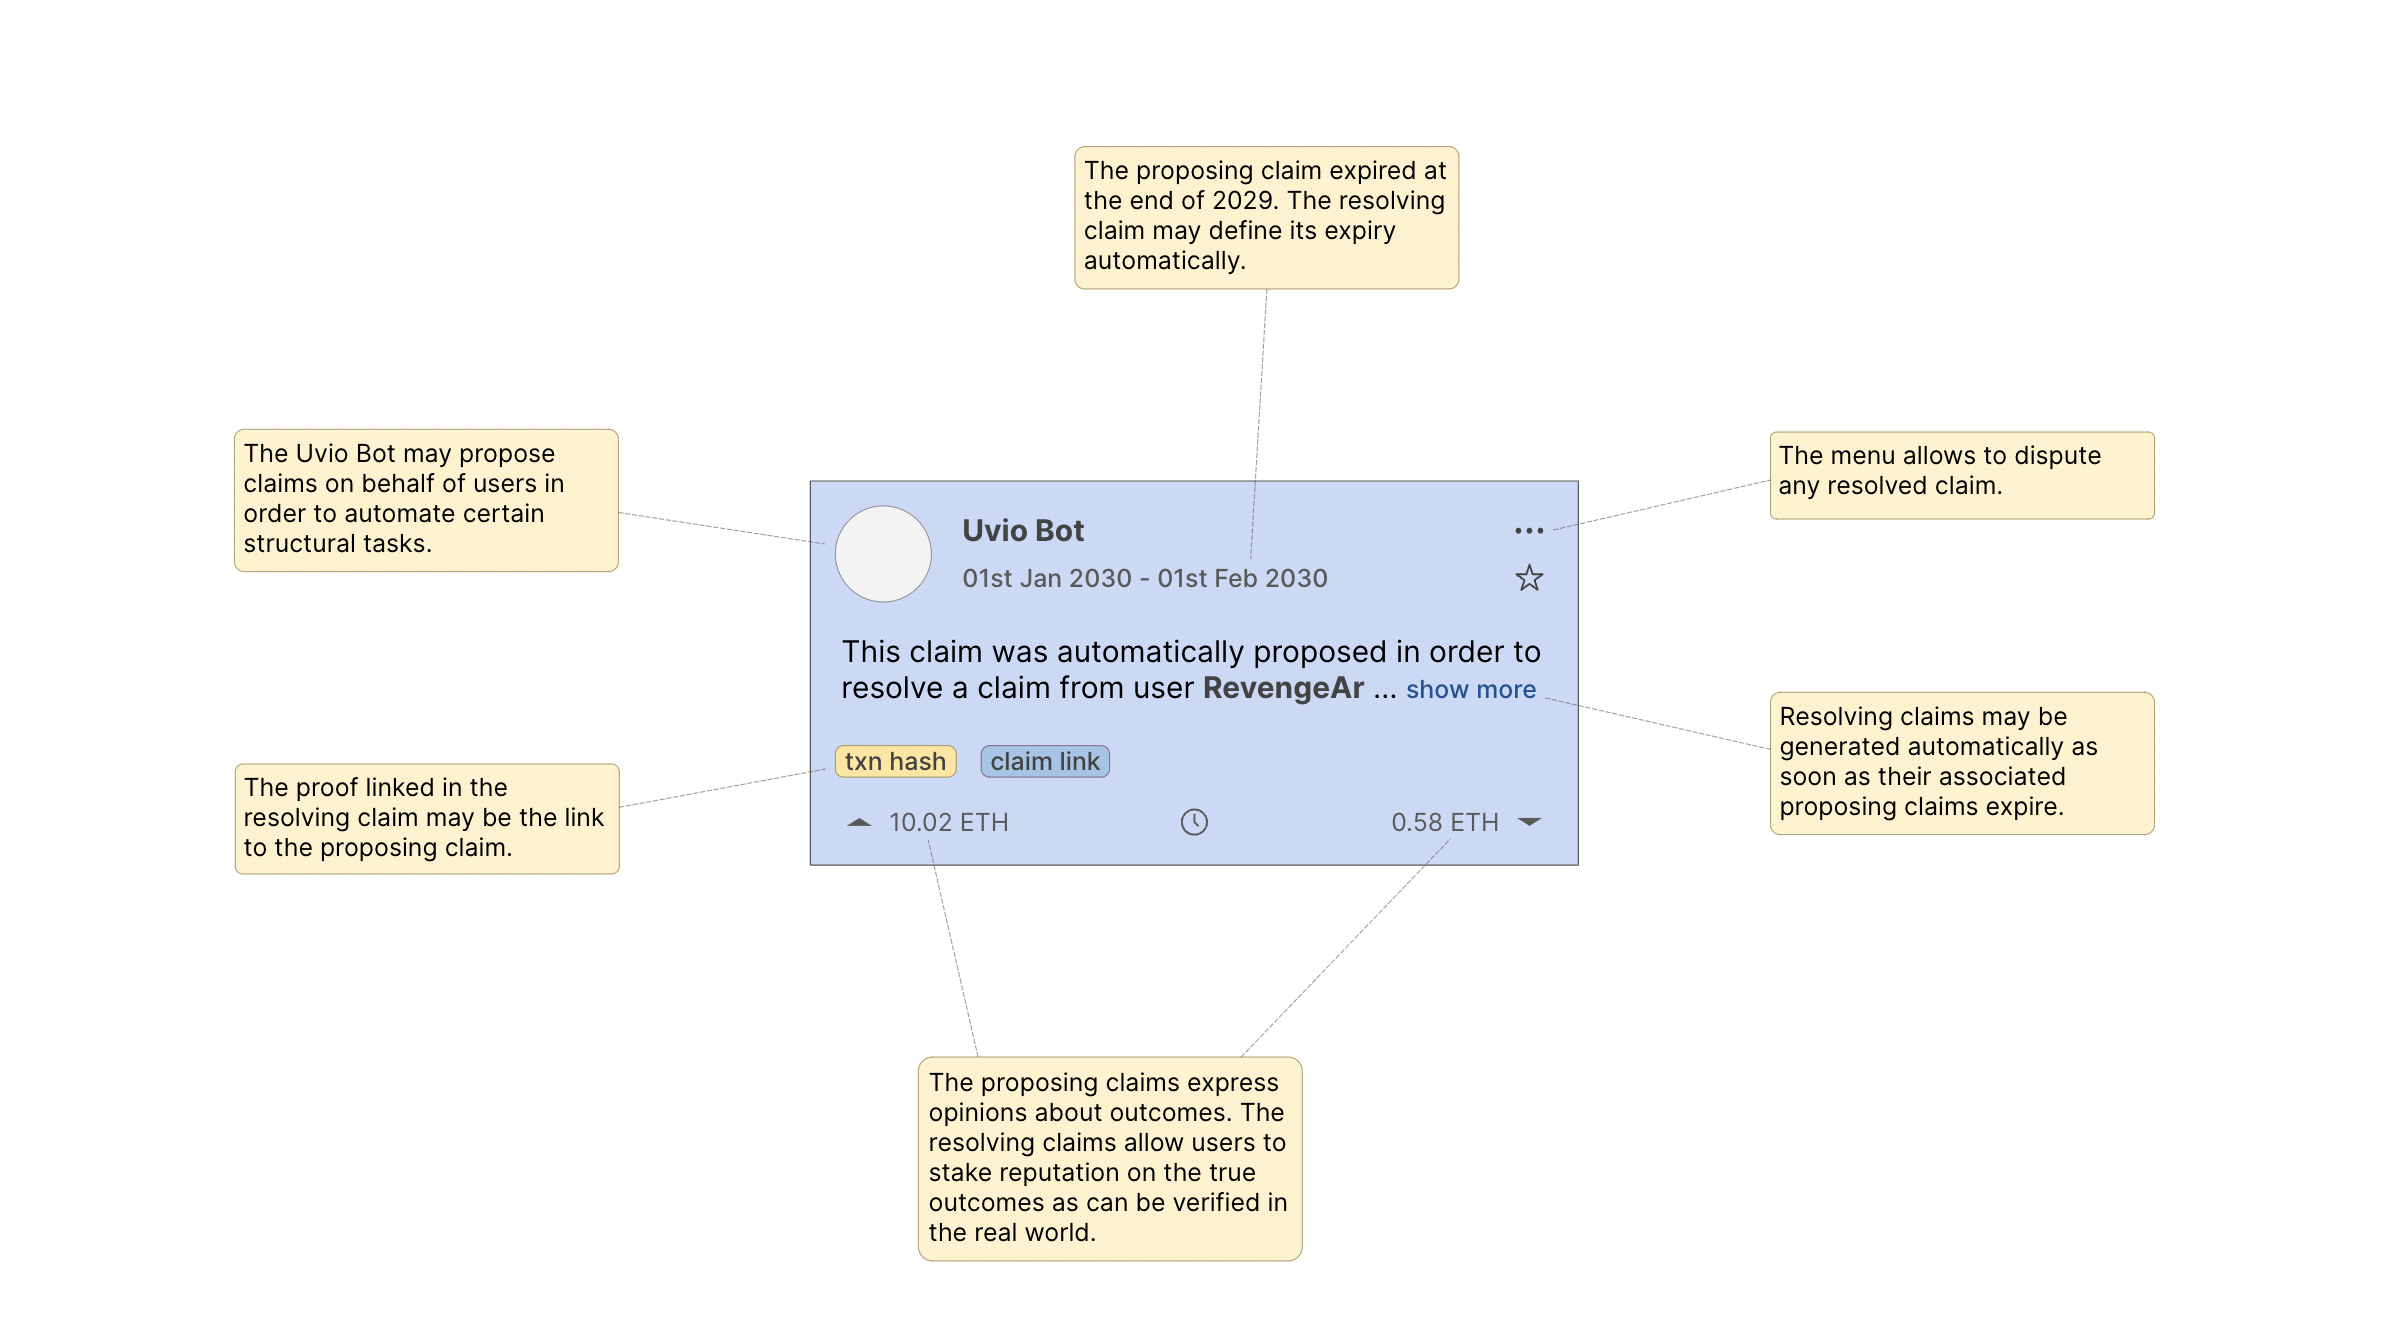 The proposing claim expired at
the end of 2029. The resolving
claim may define its expiry
automatically.
The Uvio Bot may propose
claims on behalf of users in
order to automate certain
structural tasks.
The menu allows to dispute
any resolved claim.
Uvio Bot
01st Jan 2030 - 01st Feb 2030
This claim was automatically proposed in order to
resolve a claim from user RevengeAr ... show more
txn hash claim link
10.02 ETH 0.58 ETH
Resolving claims may be
generated automatically as
soon as their associated
proposing claims expire.
The proof linked in the
resolving claim may be the link
to the proposing claim.
The proposing claims express
opinions about outcomes. The
resolving claims allow users to
stake reputation on the true
outcomes as can be verified in
the real world.